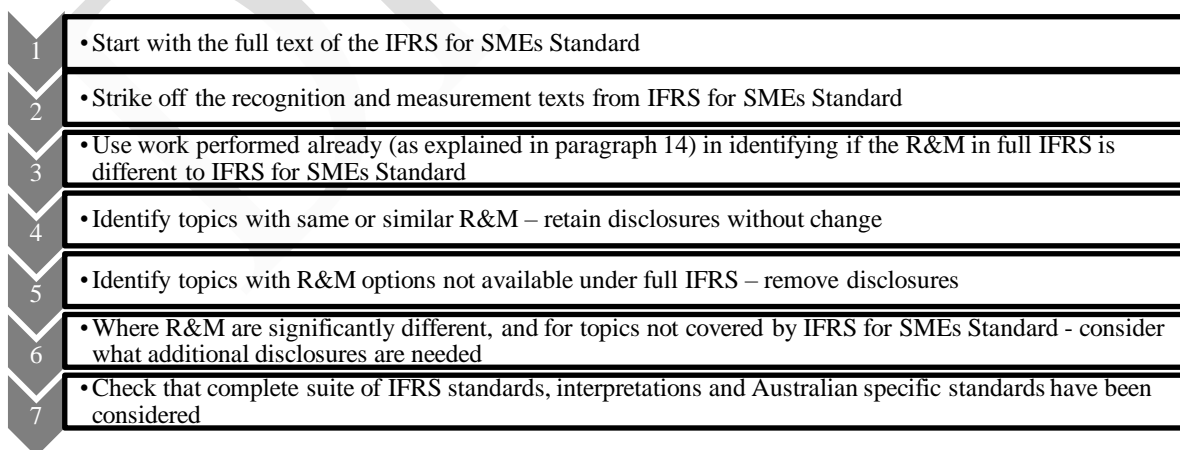 1
•Start with the full text of the IFRS for SMEs Standard
2
•Strike off the recognition and measurement texts from IFRS for SMEs Standard
3
•Use work performed already (as explained in paragraph 14) in identifying if the R&M in full IFRS is
different to IFRS for SMEs Standard
4
•Identify topics with same or similar R&M – retain disclosures without change
5
•Identify topics with R&M options not available under full IFRS – remove disclosures
6
•Where R&M are significantly different, and for topics not covered by IFRS for SMEs Standard - consider
what additional disclosures are needed
7
•Check that complete suite of IFRS standards, interpretations and Australian specific standards have been
considered